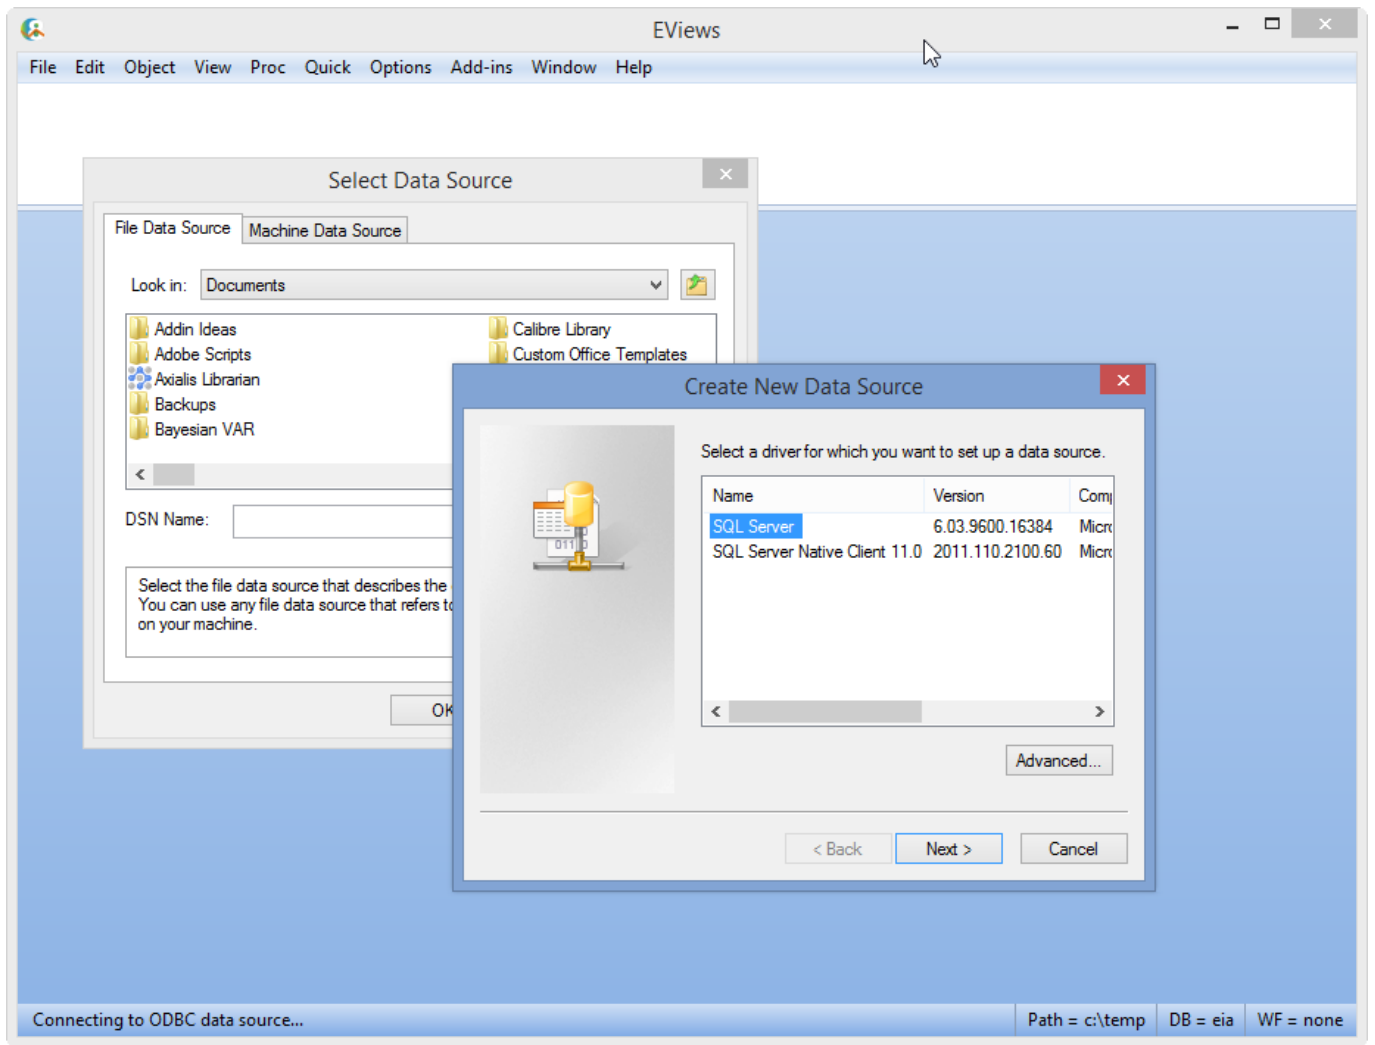 EViews
File Edit Object View Proc Quick Options Add-ins Window Help
Select Data Source
File Data Source Machine Data Source
Look in: Documents
Addin Ideas
Adobe Scripts
Axialis Librarian
Backups
Bayesian VAR
Calibre Library
Custom Office Templates
DSN Name:
Select the file data source that describes the
You can use any file data source that refers to
on your machine.
OK
Create New Data Source
Select a driver for which you want to set up a data source.
Name Version
SQL Server 6.03.9600.16384
SQL Server Native Client 11.0 2011.110.2100.60
Advanced...
< Back Next > Cancel
Connecting to ODBC data source... Path = c:\temp DB = eia WF = none